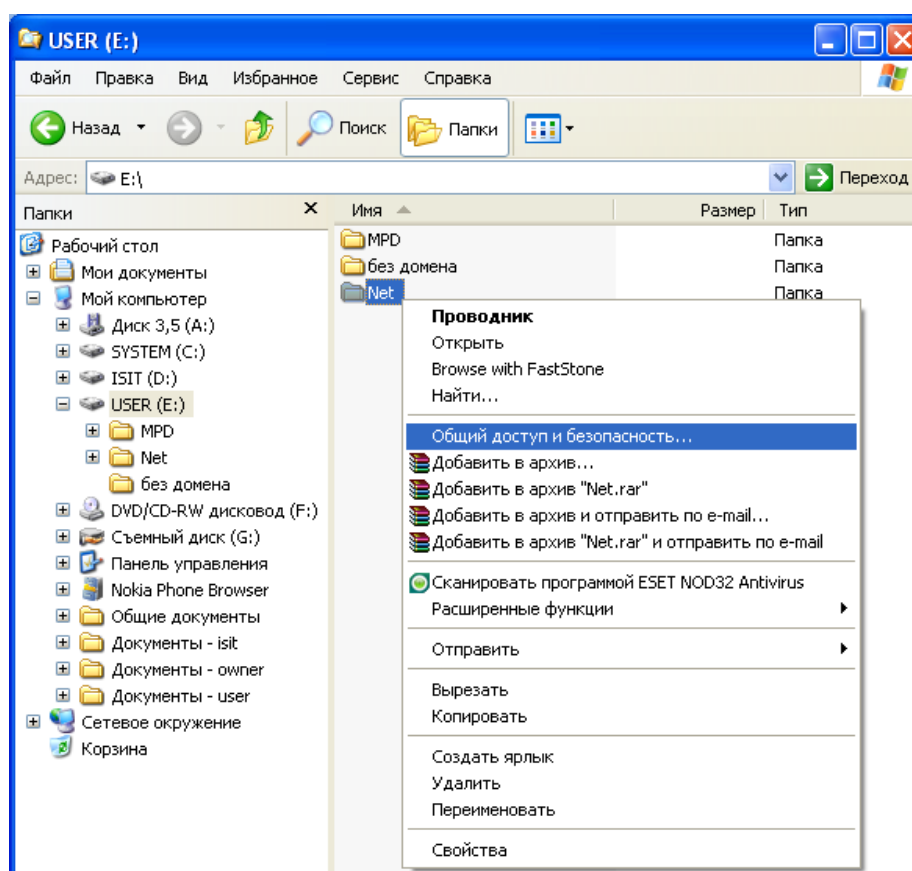 USER (E:)
Файл Правка Вид Избранное Сервис Справка
Назад Поиск Папки
Адрес: E:\ Переход
Папки
Имя Размер Тип
Рабочий стол
Мои документы
Мой компьютер
Диск 3,5 (A:)
SYSTEM (C:)
ISIT (D:)
USER (E:)
MPD
Net
без домена
DVD/CD-RW дисковод (F:)
Съемный диск (G:)
Панель управления
Nokia Phone Browser
Общие документы
Документы - isit
Документы - owner
Документы - user
Сетевое окружение
Корзина
MPD Папка
без домена Папка
Net Папка
Проводник
Открыть
Browse with FastStone
Найти...
Общий доступ и безопасность...
Добавить в архив...
Добавить в архив "Net.rar"
Добавить в архив и отправить по e-mail...
Добавить в архив "Net.rar" и отправить по e-mail
Сканировать программой ESET NOD32 Antivirus
Расширенные функции
Отправить
Вырезать
Копировать
Создать ярлык
Удалить
Переименовать
Свойства